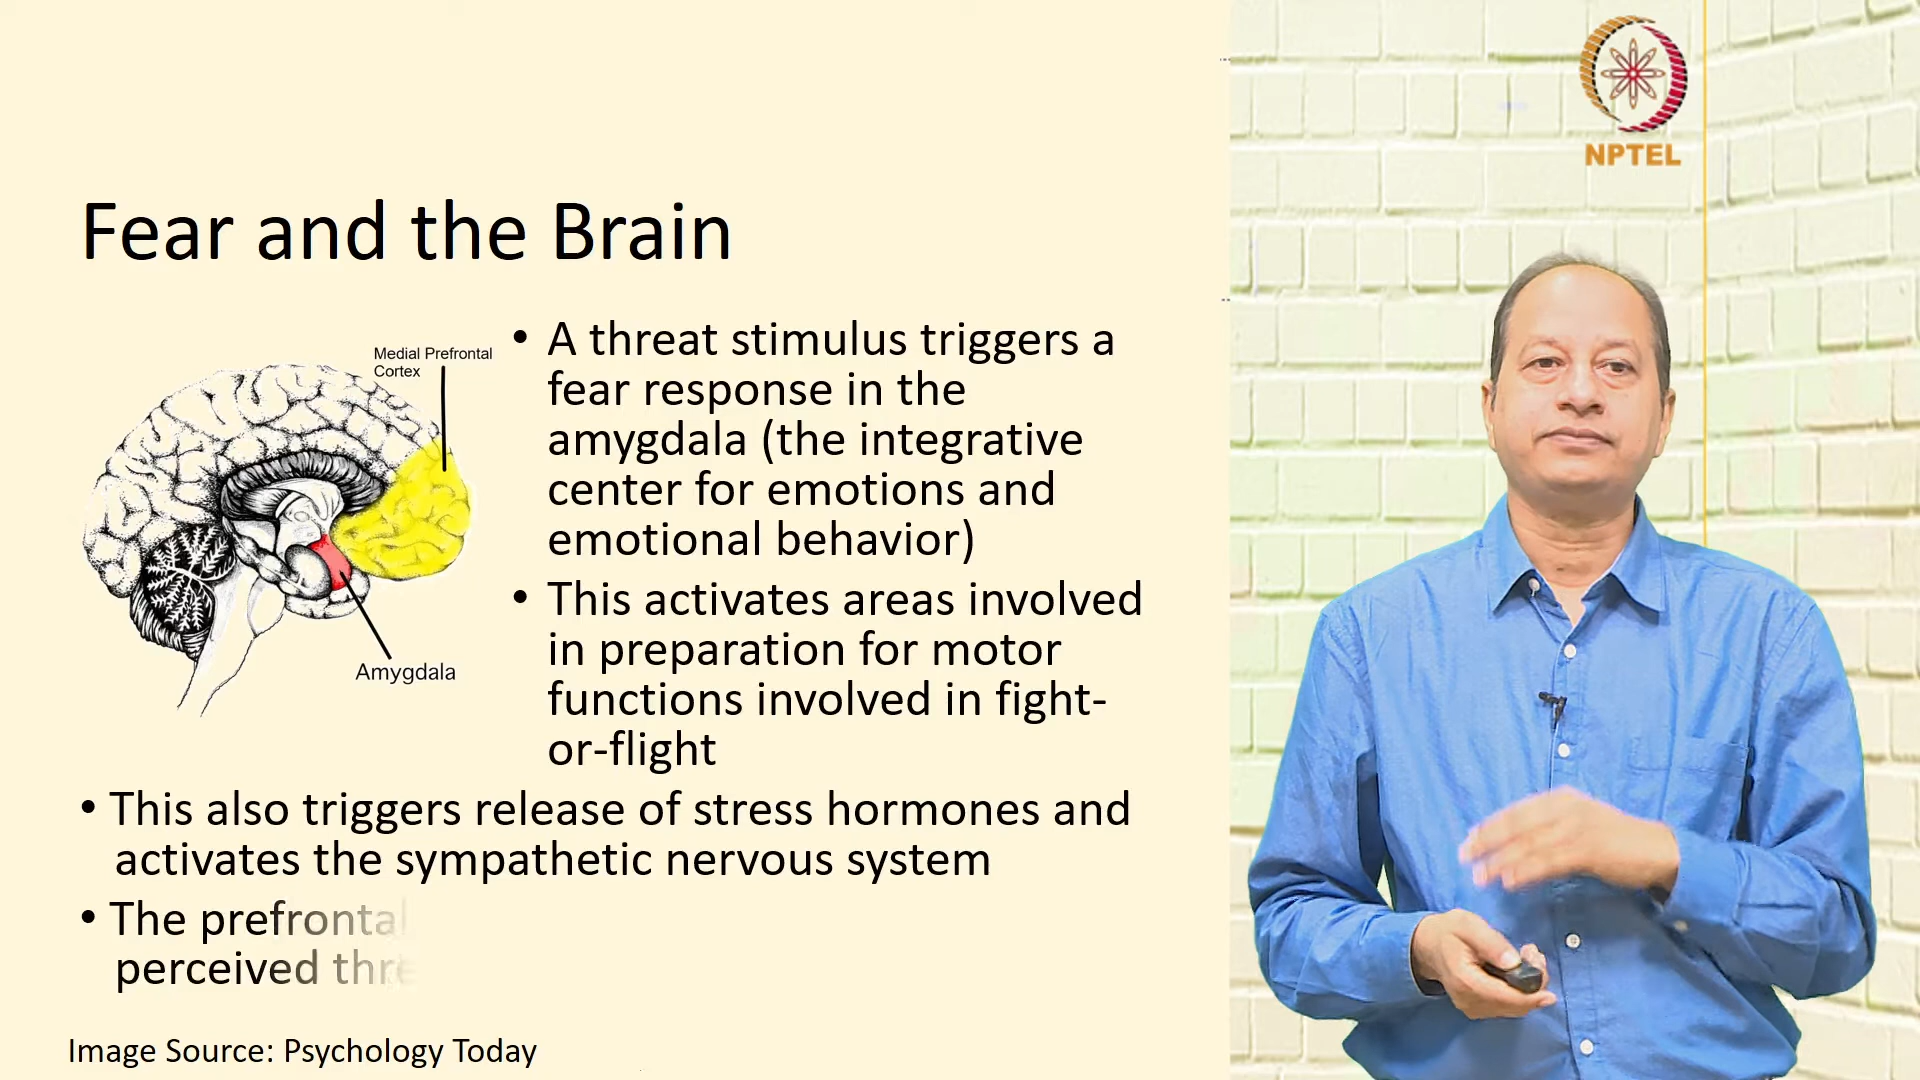 NPTEL
Fear and the Brain
Medial Prefrontal
Cortex
Amygdala
• A threat stimulus triggers a
fear response in the
amygdala (the integrative
center for emotions and
emotional behavior)
• This activates areas involved
in preparation for motor
functions involved in fight-
or-flight
• This also triggers release of stress hormones and
activates the sympathetic nervous system
• The prefrontal
perceived
Image Source: Psychology Today